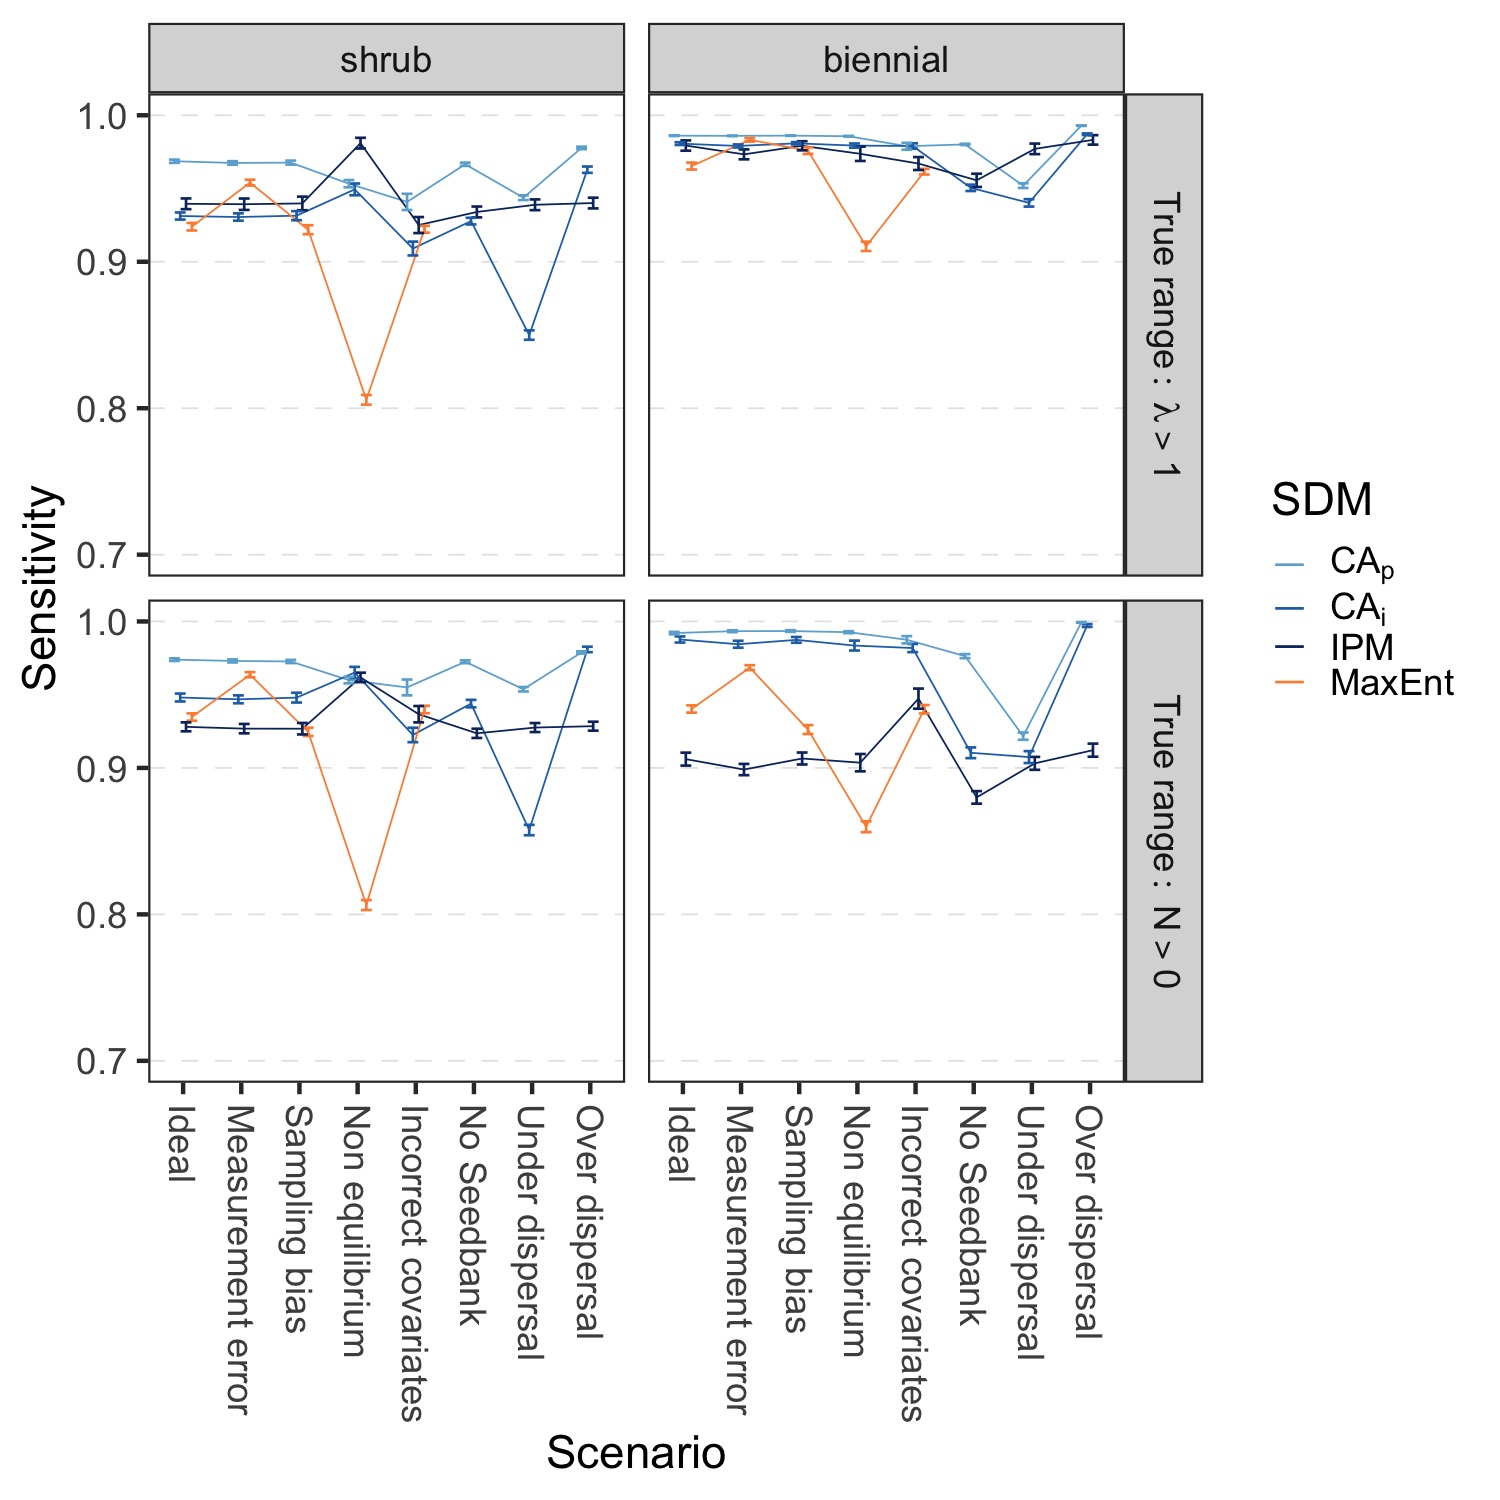 shrub
biennial
1.0
0.9
0.8
0.7
True range : λ > 1
1.0
0.9
0.8
0.7
True range : N > 0
Sensitivity
Ideal
Measurement error
Sampling bias
Non equilibrium
Incorrect covariates
No Seedbank
Under dispersal
Over dispersal
Ideal
Measurement error
Sampling bias
Non equilibrium
Incorrect covariates
No Seedbank
Under dispersal
Over dispersal
Scenario
SDM
CAp
CAi
IPM
MaxEnt